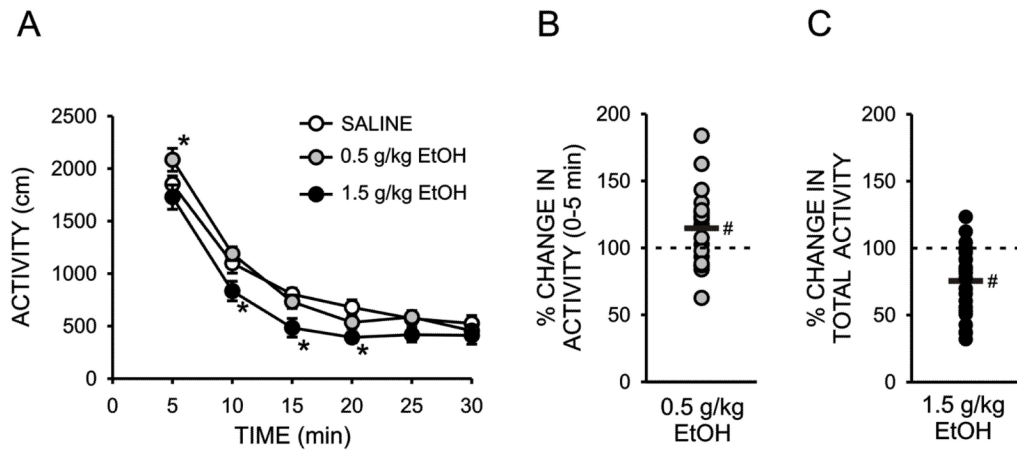 A
ACTIVITY (cm)
2500
2000
1500
1000
500
0
0 5 10 15 20 25 30
TIME (min)
SALINE
0.5 g/kg EtOH
1.5 g/kg EtOH
*
*
*
*
B
% CHANGE IN
ACTIVITY (0-5 min)
200
150
100
50
0
#
0.5 g/kg
EtOH
C
% CHANGE IN
TOTAL ACTIVITY
200
150
100
50
0
#
1.5 g/kg
EtOH